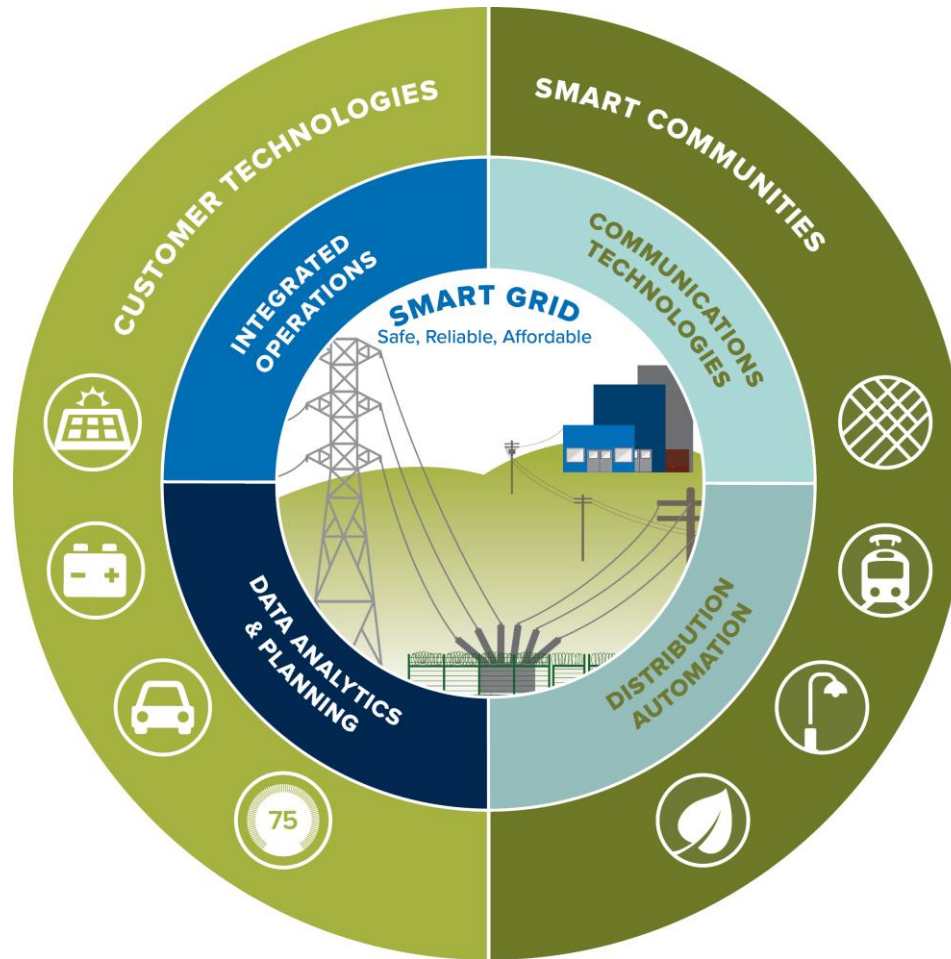 CUSTOMER TECHNOLOGIES
SMART COMMUNITIES
INTEGRATED
OPERATIONS
COMMUNICATIONS
TECHNOLOGIES
SMART GRID
Safe, Reliable, Affordable
DATA ANALYTICS
& PLANNING
DISTRIBUTION
AUTOMATION
75